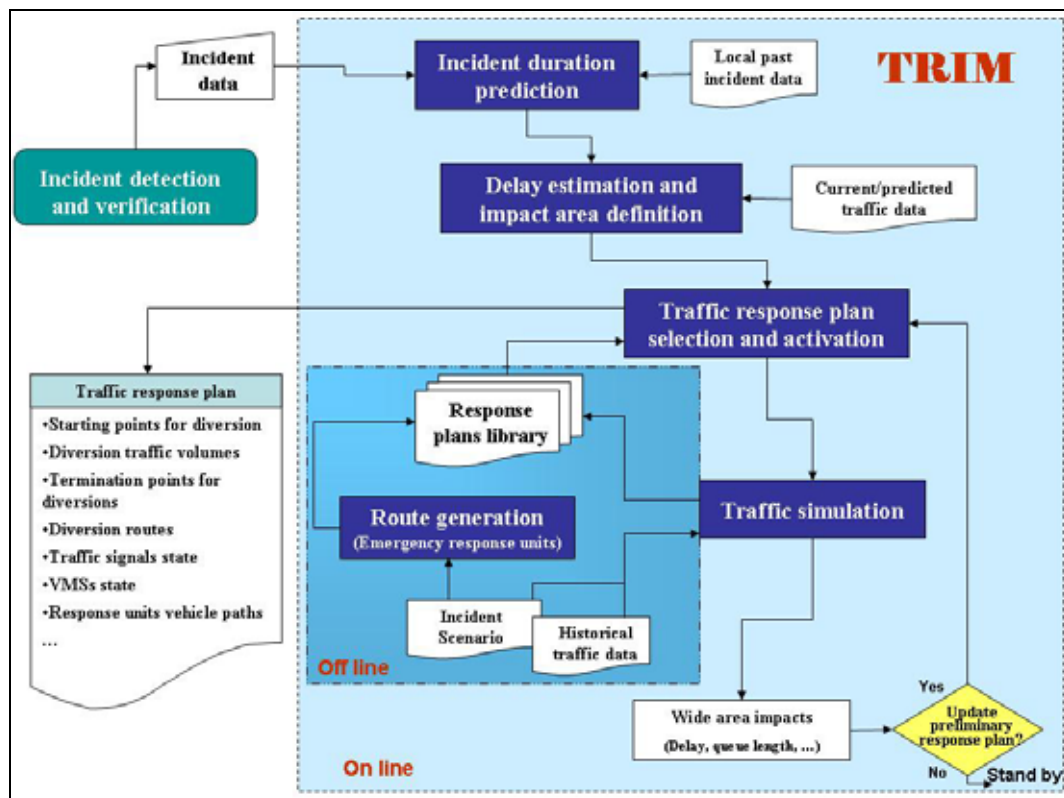 TRIM
Incident
data
Incident duration
prediction
Local past
incident data
Incident detection
and verification
Delay estimation and
impact area definition
Current/predicted
traffic data
Traffic response plan
selection and activation
Traffic response plan
•Starting points for diversion
•Diversion traffic volumes
•Termination points for
diversions
•Diversion routes
•Traffic signals state
•VMSs state
•Response units vehicle paths
...
Response
plans library
Route generation
(Emergency response units)
Traffic simulation
Incident
Scenario
Historical
traffic data
Off line
Wide area impacts
(Delay, queue length, ...)
Yes
Update
preliminary
response plan?
No
Stand by
On line